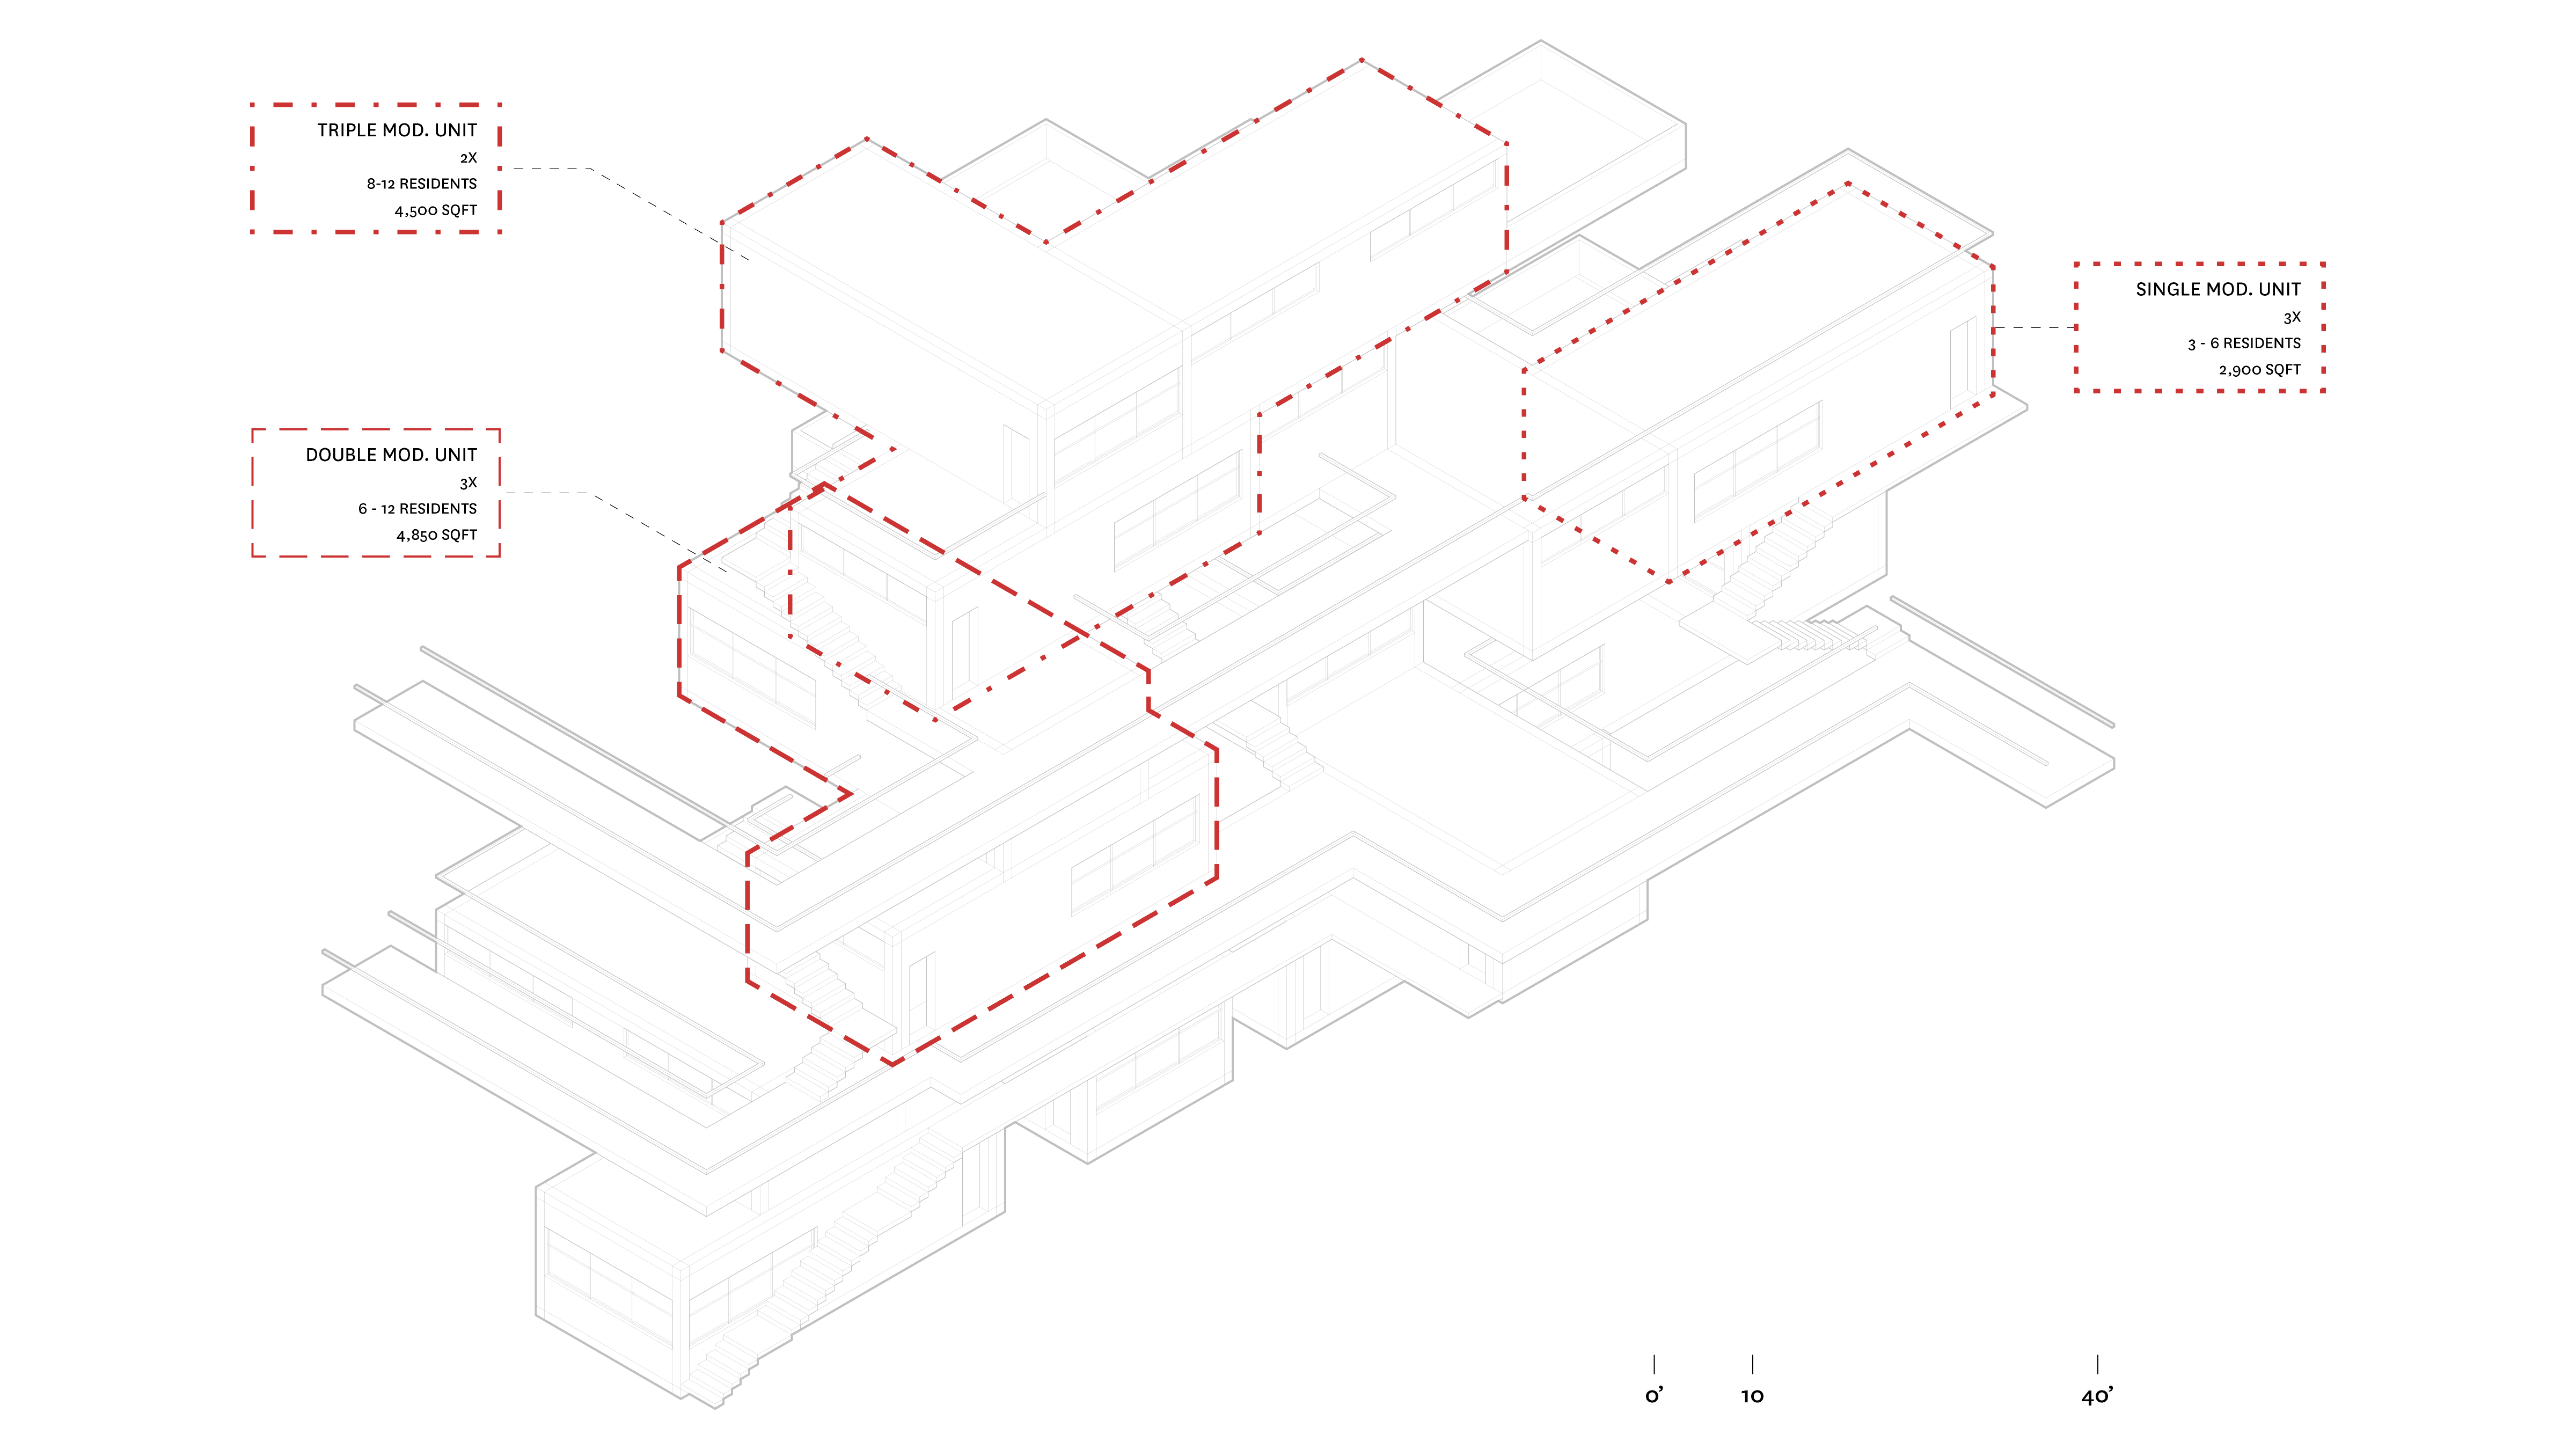 TRIPLE MOD. UNIT
2X
8-12 RESIDENTS
4,500 SQFT
SINGLE MOD. UNIT
3X
3 - 6 RESIDENTS
2,900 SQFT
DOUBLE MOD. UNIT
3X
6 - 12 RESIDENTS
4,850 SQFT
0’ 10 40’